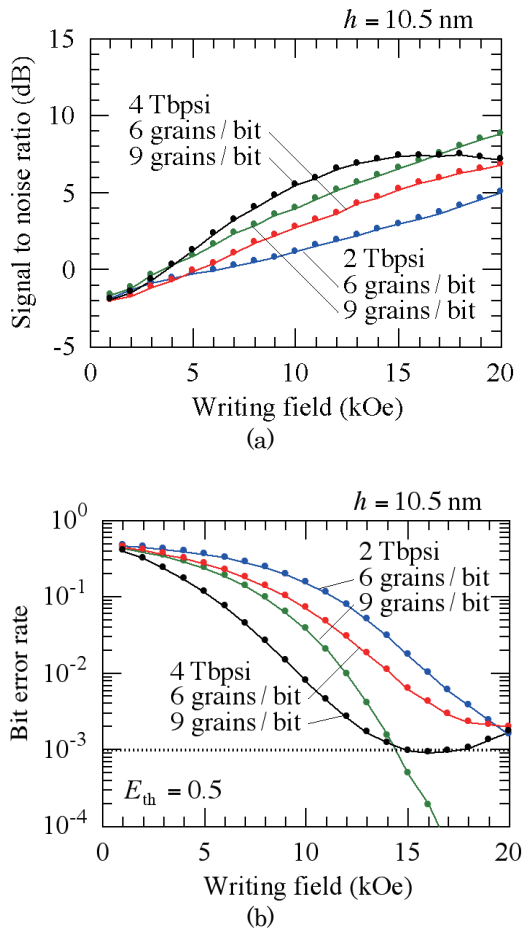 h = 10.5 nm
Signal to noise ratio (dB)
15
10
5
0
-5
4 Tbpsi
6 grains / bit
9 grains / bit
2 Tbpsi
6 grains / bit
9 grains / bit
0 5 10 15 20
Writing field (kOe)
(a)
h = 10.5 nm
Bit error rate
10^0
10^-1
10^-2
10^-3
10^-4
2 Tbpsi
6 grains / bit
9 grains / bit
4 Tbpsi
6 grains / bit
9 grains / bit
E_th = 0.5
0 5 10 15 20
Writing field (kOe)
(b)